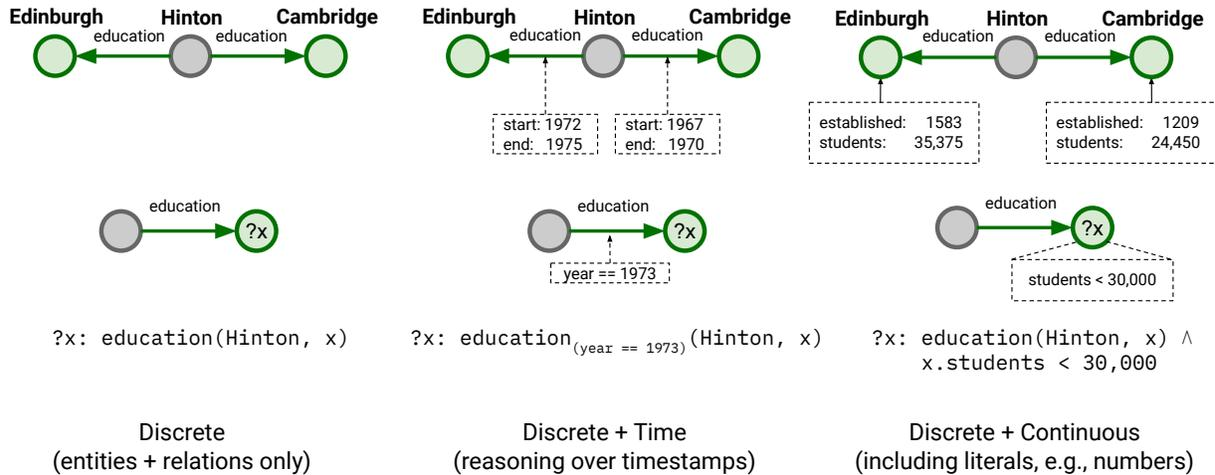 Edinburgh Hinton Cambridge
education education
?x
education
?x: education(Hinton, x)
Discrete
(entities + relations only)
Edinburgh Hinton Cambridge
education education
start: 1972
end: 1975
start: 1967
end: 1970
education
?x
year == 1973
?x: education(year == 1973)(Hinton, x)
Discrete + Time
(reasoning over timestamps)
Edinburgh Hinton Cambridge
education education
established: 1583
students: 35,375
established: 1209
students: 24,450
education
?x
students < 30,000
?x: education(Hinton, x) ∧
x.students < 30,000
Discrete + Continuous
(including literals, e.g., numbers)